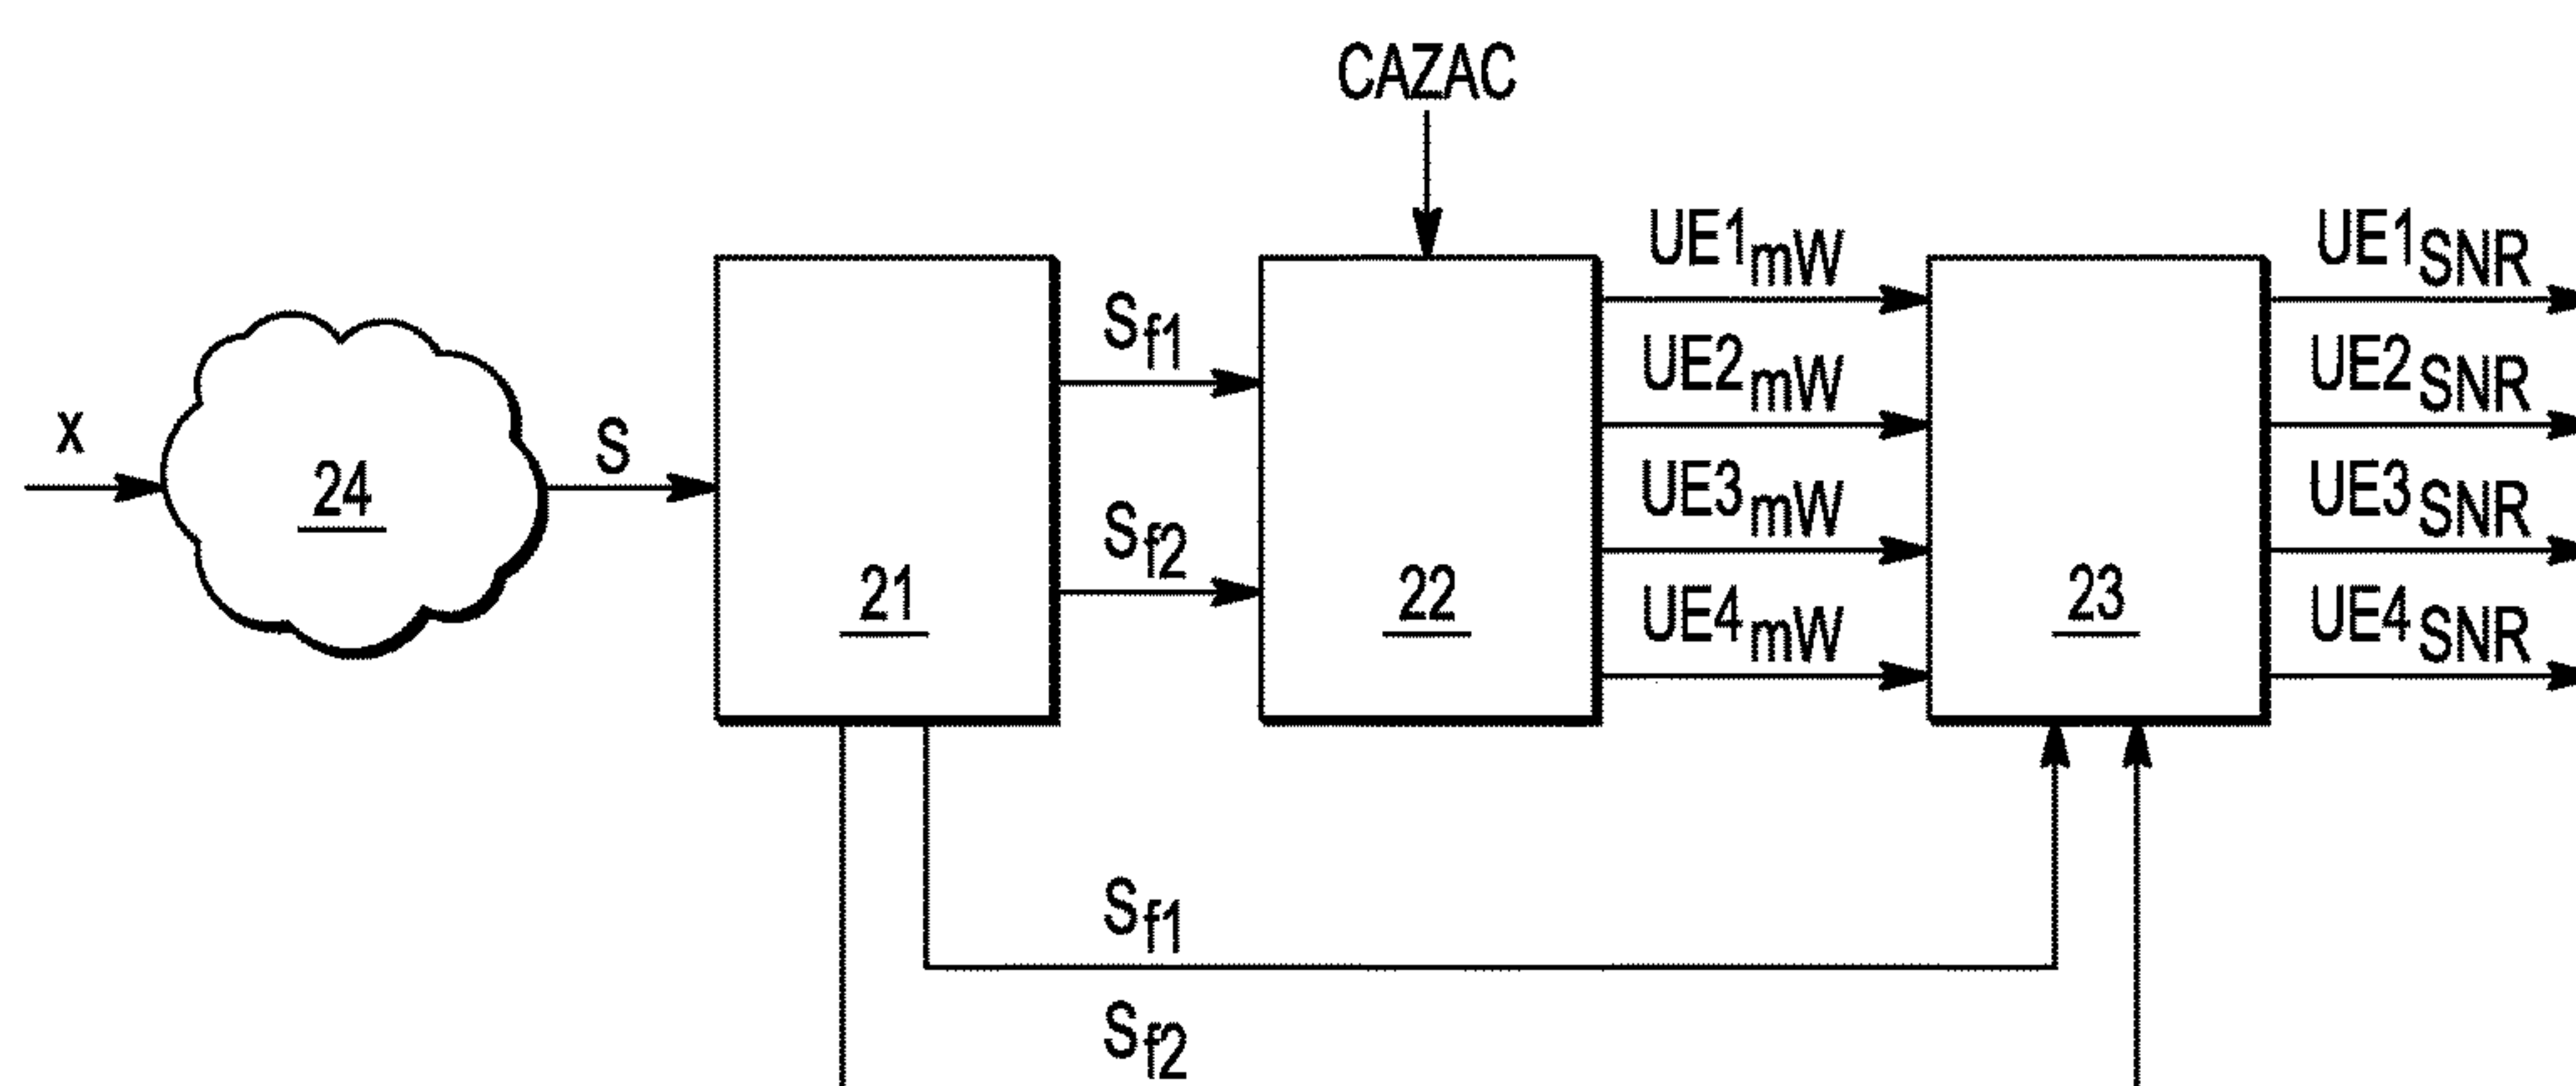 CAZAC
x
24
S
21
Sf1
Sf2
22
UE1mW
UE2mW
UE3mW
UE4mW
23
UE1SNR
UE2SNR
UE3SNR
UE4SNR
Sf1
Sf2